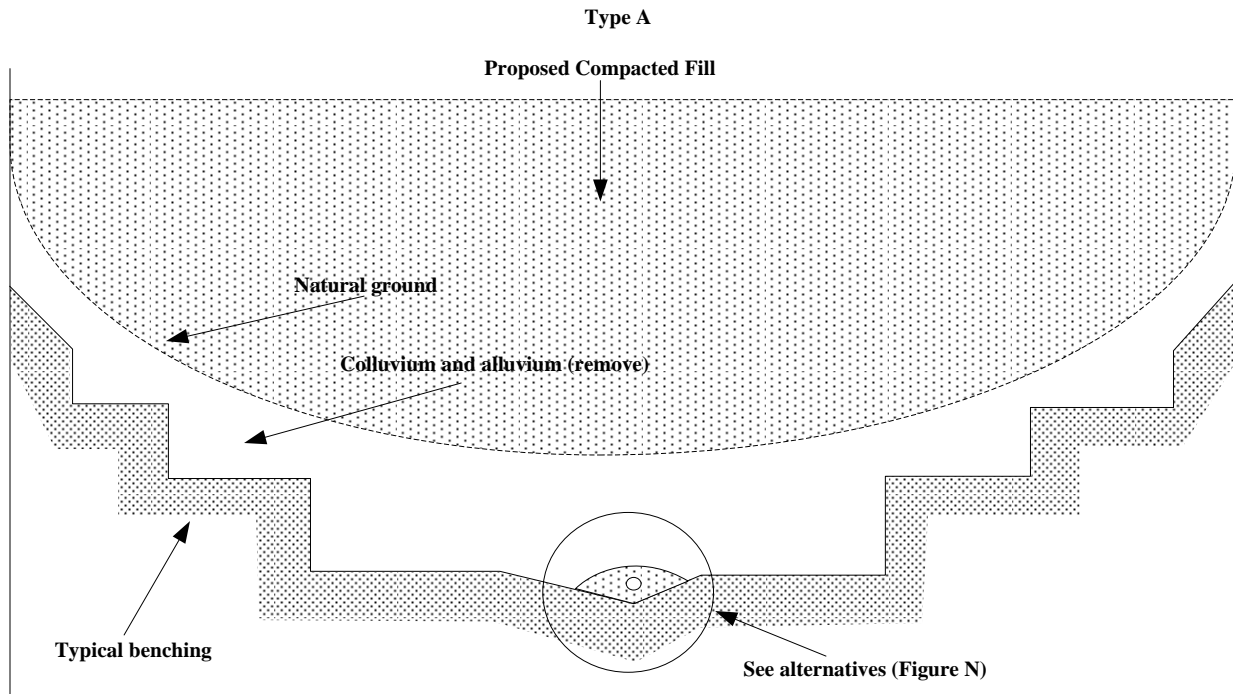 Type A
Proposed Compacted Fill
Natural ground
Colluvium and alluvium (remove)
Typical benching
See alternatives (Figure N)